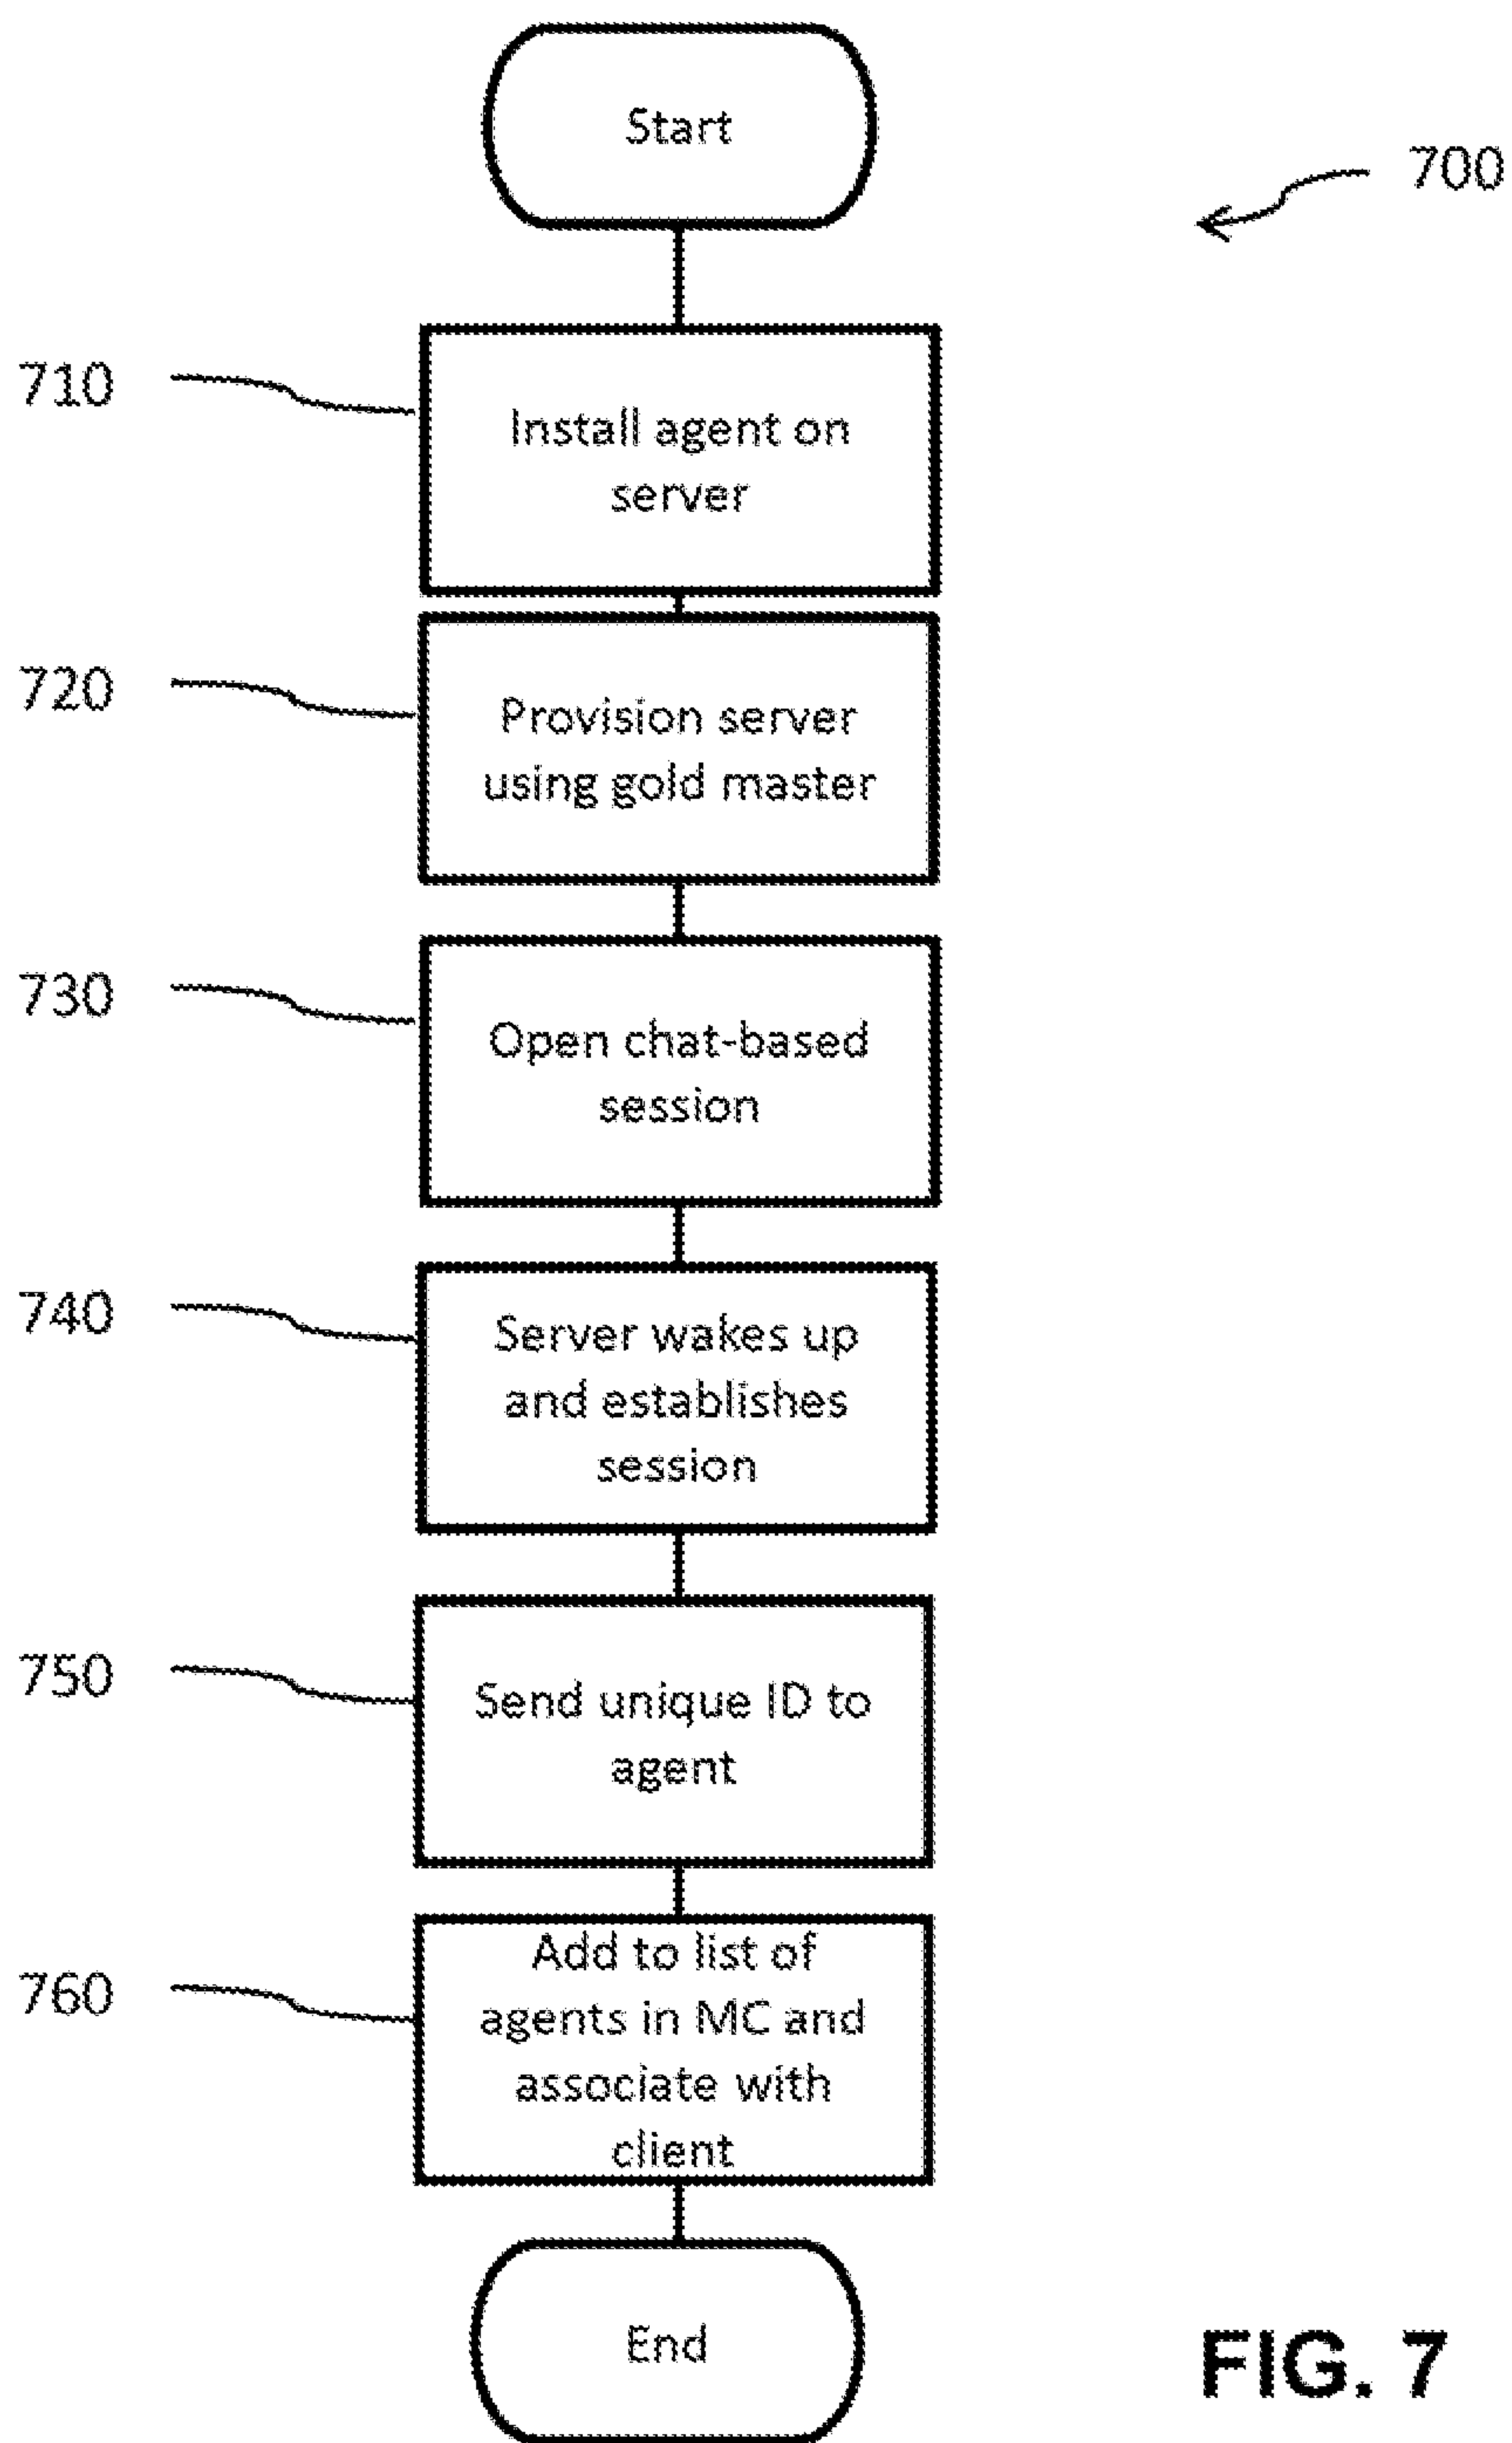 Start
700
710
Install agent on
server
720
Provision server
using gold master
730
Open chat-based
session
740
Server wakes up
and establishes
session
750
Send unique ID to
agent
760
Add to list of
agents in MC and
associate with
client
End
FIG. 7